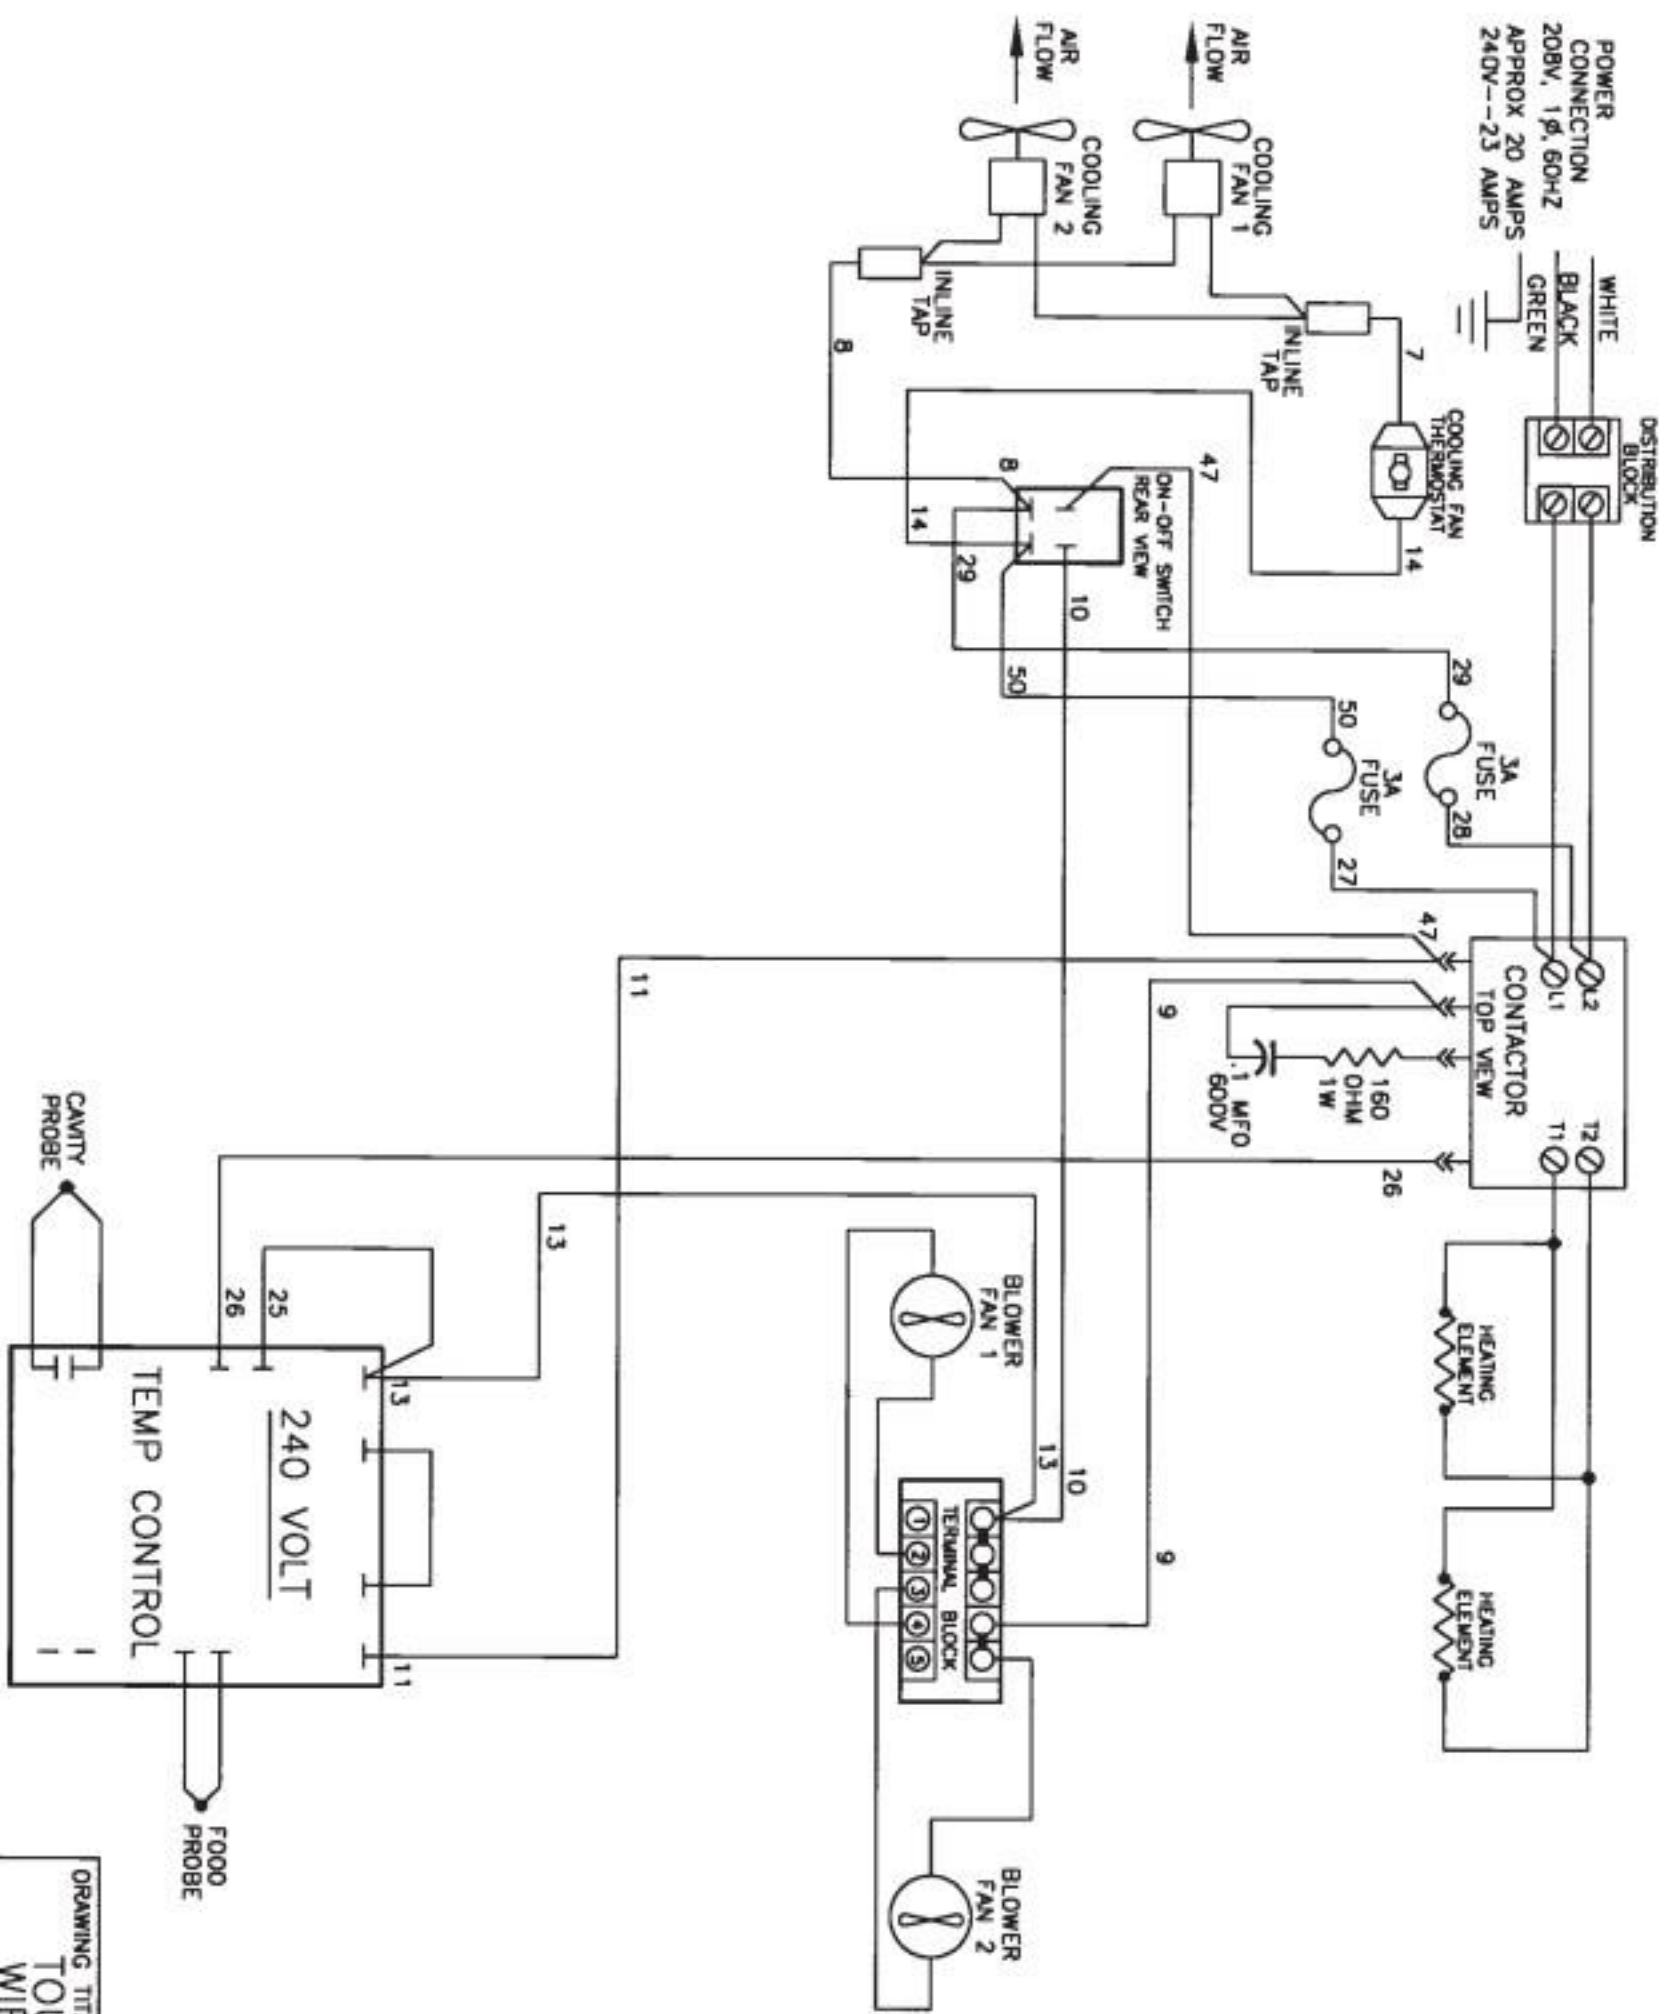 POWER
CONNECTION
208V, 1Ø, 60HZ
APPROX 20 AMPS
240V--23 AMPS
WHITE
BLACK
GREEN
DISTRIBUTION
BLOCK
AIR
FLOW
COOLING
FAN 1
AIR
FLOW
COOLING
FAN 2
INLINE
TAP
INLINE
TAP
7
COOLING FAN
THERMOSTAT
14
8
8
14
29
47
ON-OFF SWITCH
REAR VIEW
10
50
29
3A
FUSE
28
50
3A
FUSE
27
47
L2
L1
CONTACTOR
TOP VIEW
T2
T1
11
9
160
OHM
1W
.1 MFO
600V
26
HEATING
ELEMENT
HEATING
ELEMENT
13
BLOWER
FAN 1
13
10
9
TERMINAL BLOCK
1
2
3
4
5
BLOWER
FAN 2
CAVITY
PROBE
26
25
13
11
240 VOLT
TEMP CONTROL
FOOO
PROBE
ORAWING TIT